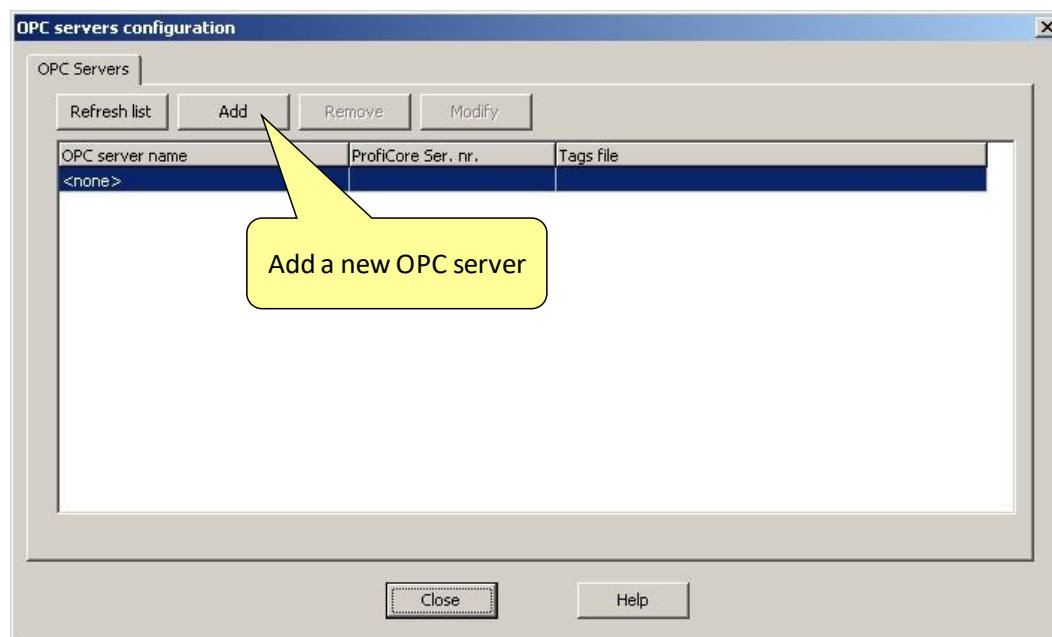 OPC servers configuration
OPC Servers
Refresh list Add Remove Modify
OPC server name ProfiCore Ser. nr. Tags file
<none>
Add a new OPC server
Close Help